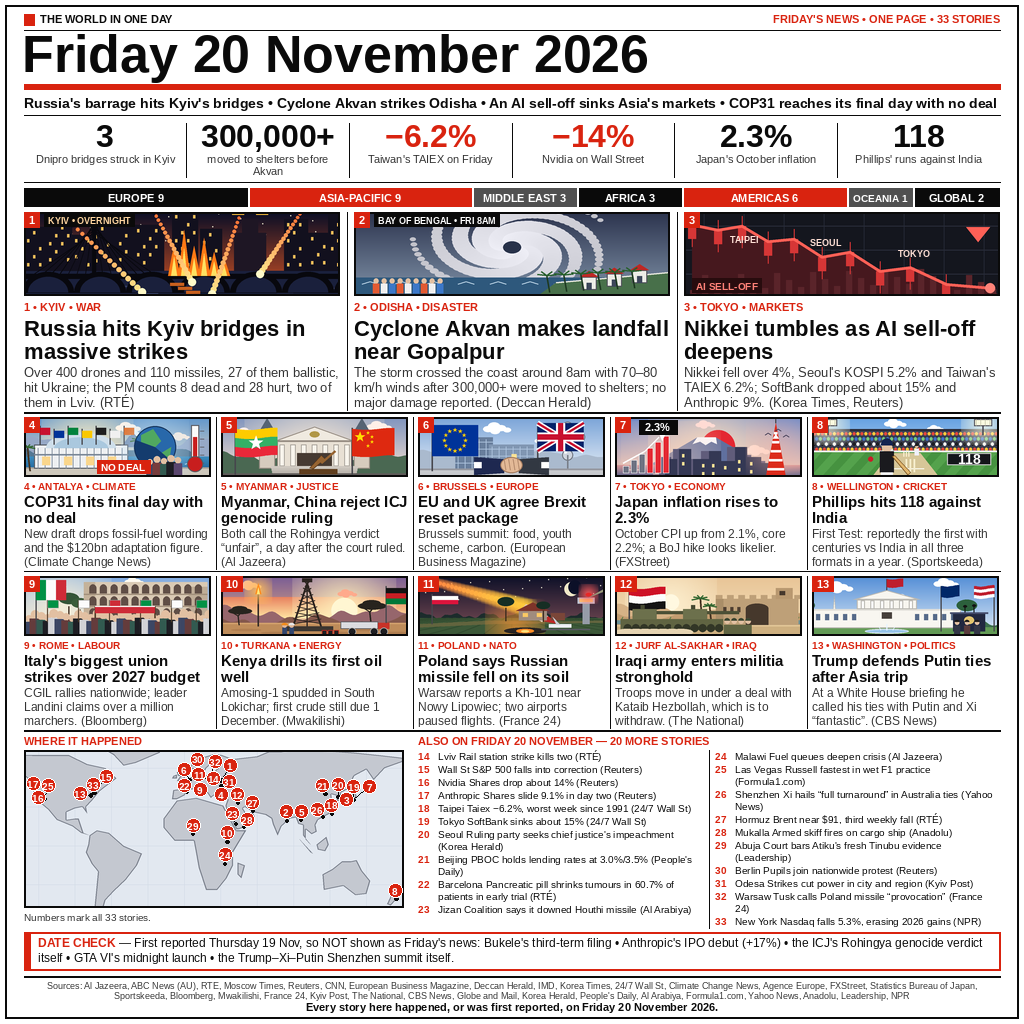 THE WORLD IN ONE DAY
FRIDAY'S NEWS • ONE PAGE • 33 STORIES
Friday 20 November 2026
Russia's barrage hits Kyiv's bridges • Cyclone Akvan strikes Odisha • An AI sell-off sinks Asia's markets • COP31 reaches its final day with no deal
3
Dnipro bridges struck in Kyiv
300,000+
moved to shelters before
Akvan
−6.2%
Taiwan's TAIEX on Friday
−14%
Nvidia on Wall Street
2.3%
Japan's October inflation
118
Phillips' runs against India
EUROPE 9
ASIA-PACIFIC 9
MIDDLE EAST 3
AFRICA 3
AMERICAS 6
OCEANIA 1
GLOBAL 2
1
KYIV • OVERNIGHT
1 • KYIV • WAR
Russia hits Kyiv bridges in
massive strikes
Over 400 drones and 110 missiles, 27 of them ballistic,
hit Ukraine; the PM counts 8 dead and 28 hurt, two of
them in Lviv. (RTÉ)
2
BAY OF BENGAL • FRI 8AM
2 • ODISHA • DISASTER
Cyclone Akvan makes landfall
near Gopalpur
The storm crossed the coast around 8am with 70–80
km/h winds after 300,000+ were moved to shelters; no
major damage reported. (Deccan Herald)
3
TAIPEI
SEOUL
TOKYO
AI SELL-OFF
3 • TOKYO • MARKETS
Nikkei tumbles as AI sell-off
deepens
Nikkei fell over 4%, Seoul's KOSPI 5.2% and Taiwan's
TAIEX 6.2%; SoftBank dropped about 15% and
Anthropic 9%. (Korea Times, Reuters)
4
NO DEAL
4 • ANTALYA • CLIMATE
COP31 hits final day with
no deal
New draft drops fossil-fuel wording
and the $120bn adaptation figure.
(Climate Change News)
5
5 • MYANMAR • JUSTICE
Myanmar, China reject ICJ
genocide ruling
Both call the Rohingya verdict
“unfair”, a day after the court ruled.
(Al Jazeera)
6
6 • BRUSSELS • EUROPE
EU and UK agree Brexit
reset package
Brussels summit: food, youth
scheme, carbon. (European
Business Magazine)
7
2.3%
7 • TOKYO • ECONOMY
Japan inflation rises to
2.3%
October CPI up from 2.1%, core
2.2%; a BoJ hike looks likelier.
(FXStreet)
8
118
8 • WELLINGTON • CRICKET
Phillips hits 118 against
India
First Test: reportedly the first with
centuries vs India in all three
formats in a year. (Sportskeeda)
9
9 • ROME • LABOUR
Italy's biggest union
strikes over 2027 budget
CGIL rallies nationwide; leader
Landini claims over a million
marchers. (Bloomberg)
10
10 • TURKANA • ENERGY
Kenya drills its first oil
well
Amosing-1 spudded in South
Lokichar; first crude still due 1
December. (Mwakilishi)
11
11 • POLAND • NATO
Poland says Russian
missile fell on its soil
Warsaw reports a Kh-101 near
Nowy Lipowiec; two airports
paused flights. (France 24)
12
12 • JURF AL-SAKHAR • IRAQ
Iraqi army enters militia
stronghold
Troops move in under a deal with
Kataib Hezbollah, which is to
withdraw. (The National)
13
13 • WASHINGTON • POLITICS
Trump defends Putin ties
after Asia trip
At a White House briefing he
called his ties with Putin and Xi
“fantastic”. (CBS News)
WHERE IT HAPPENED
30
32
1
6
11
14
31
22
9
4
12
27
23
28
29
10
24
17
25
16
13
33
15
21
20
19
7
3
18
26
5
2
8
Numbers mark all 33 stories.
ALSO ON FRIDAY 20 NOVEMBER — 20 MORE STORIES
14 Lviv Rail station strike kills two (RTÉ)
15 Wall St S&P 500 falls into correction (Reuters)
16 Nvidia Shares drop about 14% (Reuters)
17 Anthropic Shares slide 9.1% in day two (Reuters)
18 Taipei Taiex −6.2%, worst week since 1991 (24/7 Wall St)
19 Tokyo SoftBank sinks about 15% (24/7 Wall St)
20 Seoul Ruling party seeks chief justice's impeachment
(Korea Herald)
21 Beijing PBOC holds lending rates at 3.0%/3.5% (People's
Daily)
22 Barcelona Pancreatic pill shrinks tumours in 60.7% of
patients in early trial (RTÉ)
23 Jizan Coalition says it downed Houthi missile (Al Arabiya)
24 Malawi Fuel queues deepen crisis (Al Jazeera)
25 Las Vegas Russell fastest in wet F1 practice
(Formula1.com)
26 Shenzhen Xi hails “full turnaround” in Australia ties (Yahoo
News)
27 Hormuz Brent near $91, third weekly fall (RTÉ)
28 Mukalla Armed skiff fires on cargo ship (Anadolu)
29 Abuja Court bars Atiku's fresh Tinubu evidence
(Leadership)
30 Berlin Pupils join nationwide protest (Reuters)
31 Odesa Strikes cut power in city and region (Kyiv Post)
32 Warsaw Tusk calls Poland missile “provocation” (France
24)
33 New York Nasdaq falls 5.3%, erasing 2026 gains (NPR)
DATE CHECK — First reported Thursday 19 Nov, so NOT shown as Friday's news: Bukele's third-term filing • Anthropic's IPO debut (+17%) • the ICJ's Rohingya genocide verdict
itself • GTA VI's midnight launch • the Trump–Xi–Putin Shenzhen summit itself.
Sources: Al Jazeera, ABC News (AU), RTE, Moscow Times, Reuters, CNN, European Business Magazine, Deccan Herald, IMD, Korea Times, 24/7 Wall St, Climate Change News, Agence Europe, FXStreet, Statistics Bureau of Japan,
Sportskeeda, Bloomberg, Mwakilishi, France 24, Kyiv Post, The National, CBS News, Globe and Mail, Korea Herald, People's Daily, Al Arabiya, Formula1.com, Yahoo News, Anadolu, Leadership, NPR
Every story here happened, or was first reported, on Friday 20 November 2026.